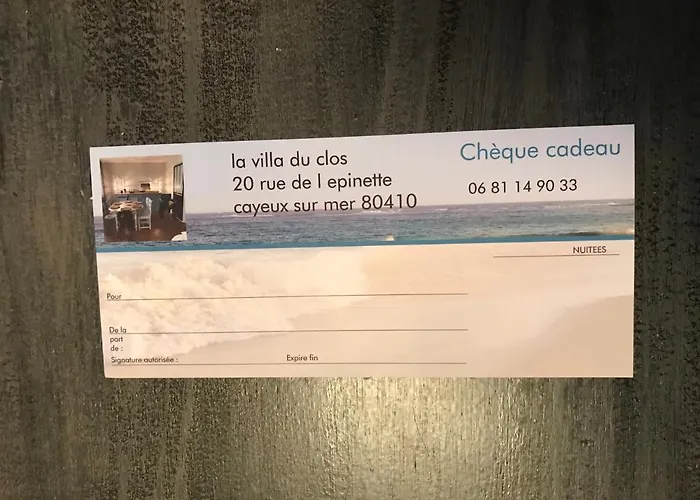 la villa du clos
20 rue de l epinette
cayeux sur mer 80410
Chèque cadeau
06 81 14 90 33
NUITEES
Pour
De la
part
de :
Signature autorisée :
Expire fin